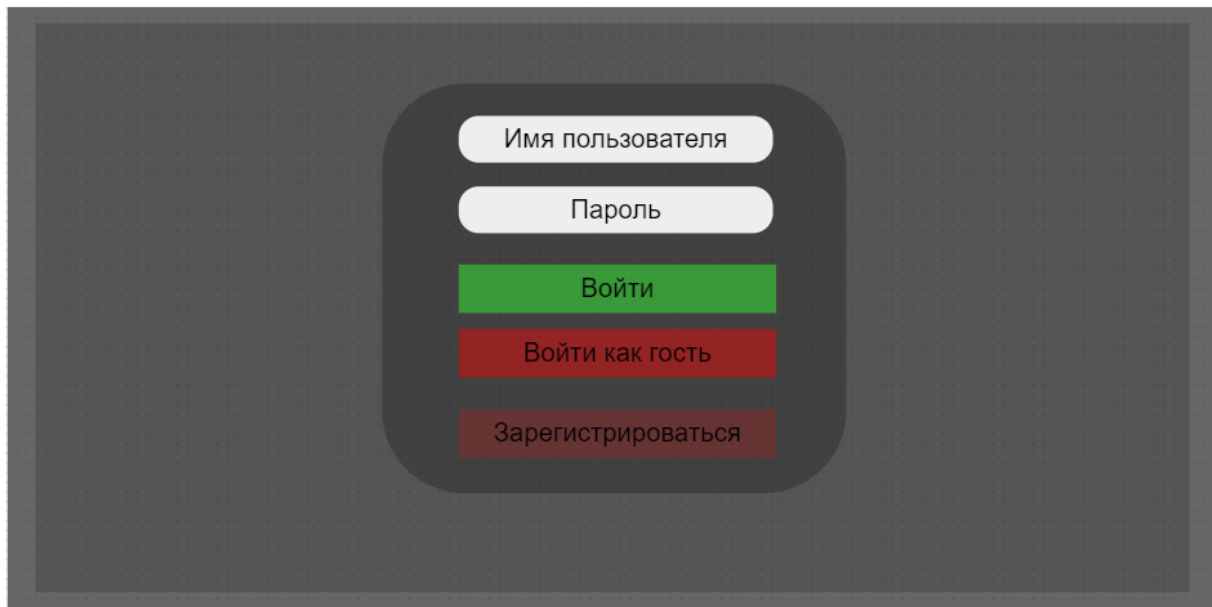 Имя пользователя
Пароль
Войти
Войти как гость
Зарегистрироваться